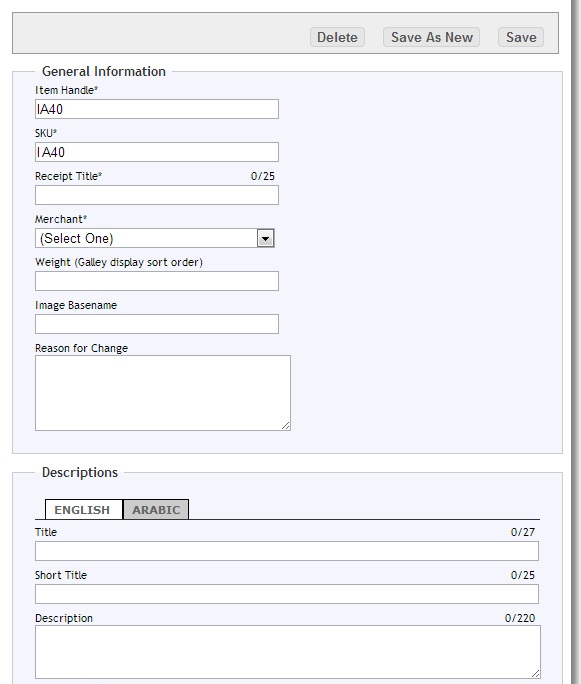 Delete Save As New Save
General Information
Item Handle*
IA40
SKU*
IA40
Receipt Title* 0/25
Merchant*
(Select One)
Weight (Galley display sort order)
Image Basename
Reason for Change
Descriptions
ENGLISH ARABIC
Title 0/27
Short Title 0/25
Description 0/220